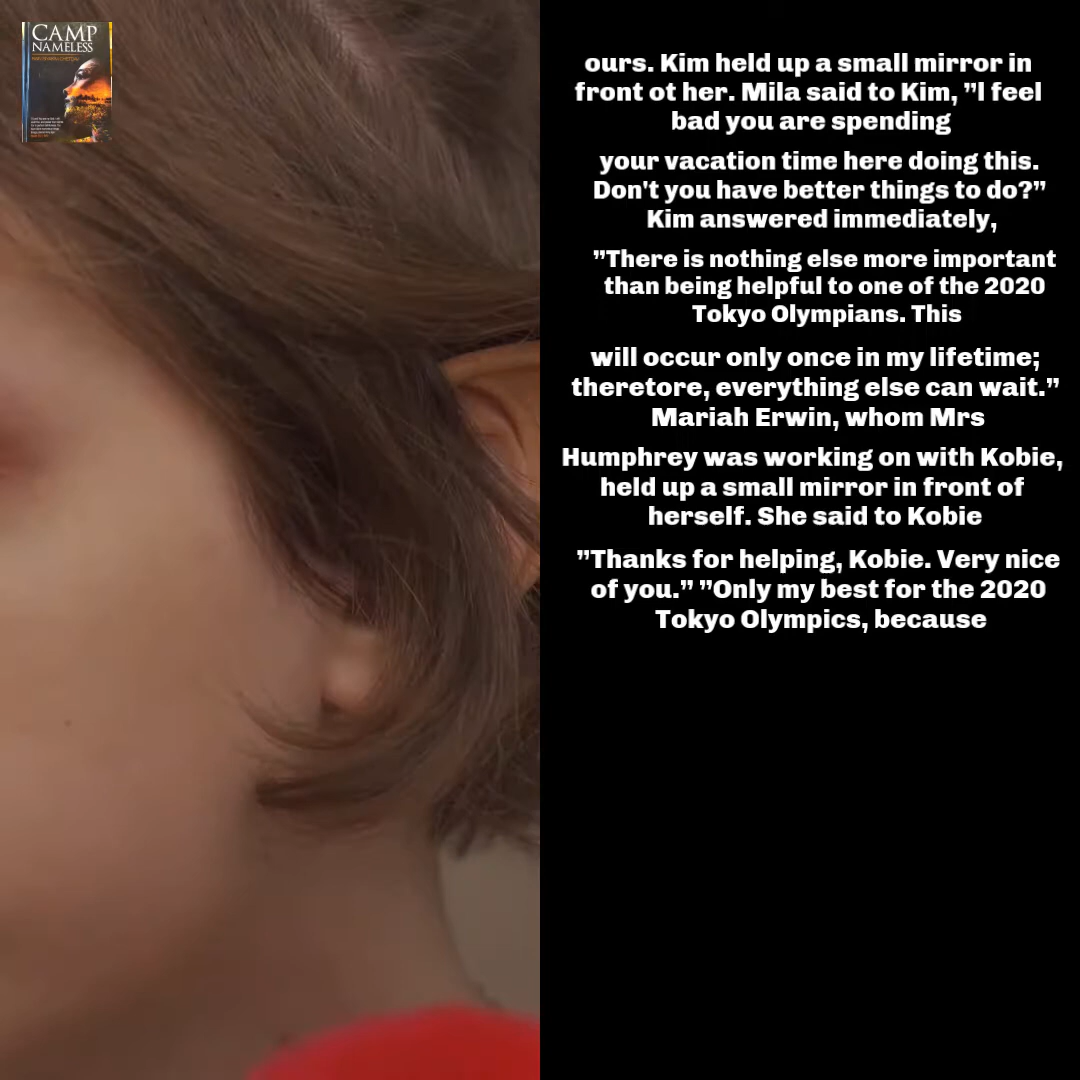 CAMP
NAMELESS
ours. Kim held up a small mirror in
front ot her. Mila said to Kim, ”l feel
bad you are spending
your vacation time here doing this.
Don't you have better things to do?”
Kim answered immediately,
”There is nothing else more important
than being helpful to one of the 2020
Tokyo Olympians. This
will occur only once in my lifetime;
theretore, everything else can wait.”
Mariah Erwin, whom Mrs
Humphrey was working on with Kobie,
held up a small mirror in front of
herself. She said to Kobie
”Thanks for helping, Kobie. Very nice
of you.” ”Only my best for the 2020
Tokyo Olympics, because